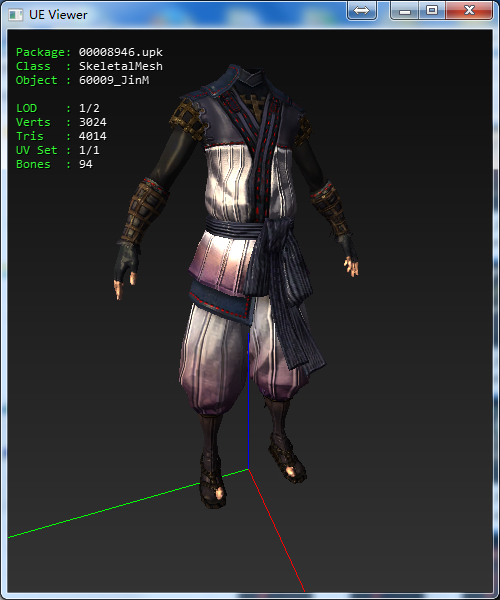 UE Viewer
Package: 00008946.upk
Class : SkeletalMesh
Object : 60009_JinM
LOD : 1/2
Verts : 3024
Tris : 4014
UV Set : 1/1
Bones : 94